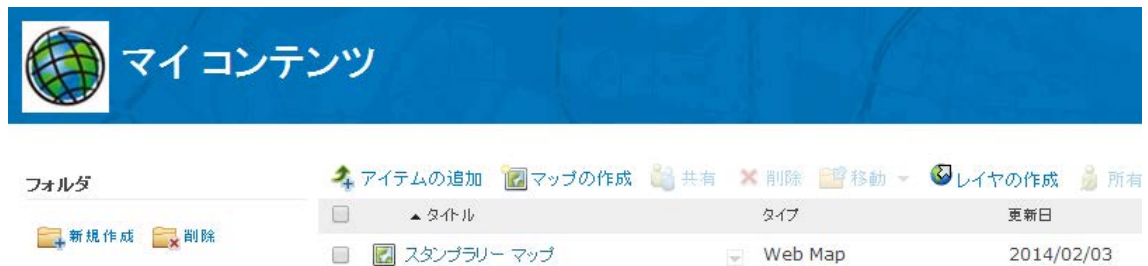 マイ コンテンツ
フォルダ
新規作成 削除
アイテムの追加 マップの作成 共有 削除 移動 レイヤの作成 所有
▲タイトル タイプ 更新日
スタンプラリー マップ Web Map 2014/02/03